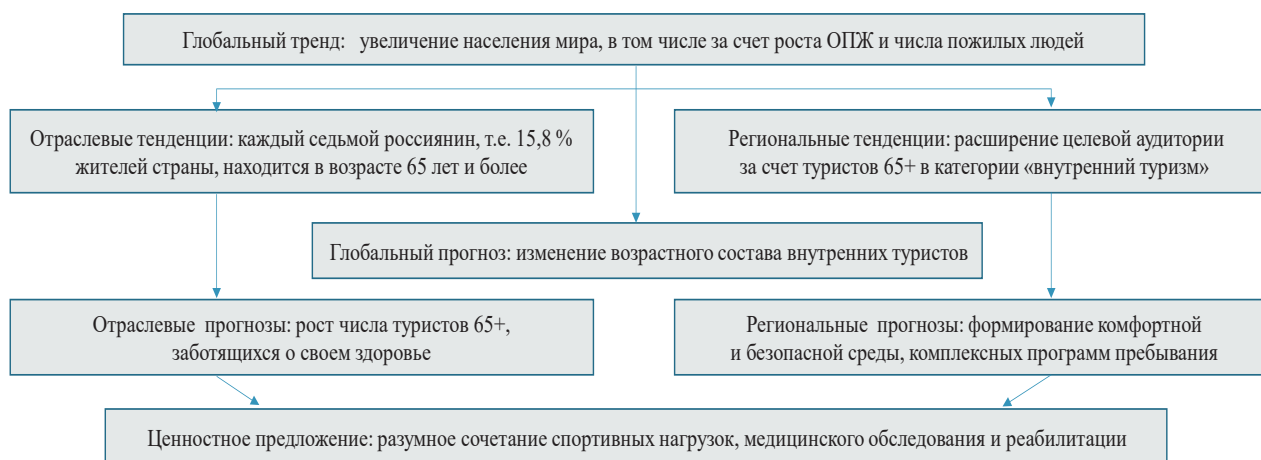 Глобальный тренд: увеличение населения мира, в том числе за счет роста ОПЖ и числа пожилых людей
Отраслевые тенденции: каждый седьмой россиянин, т.е. 15,8 %
жителей страны, находится в возрасте 65 лет и более
Региональные тенденции: расширение целевой аудитории
за счет туристов 65+ в категории «внутренний туризм»
Глобальный прогноз: изменение возрастного состава внутренних туристов
Отраслевые прогнозы: рост числа туристов 65+,
заботящихся о своем здоровье
Региональные прогнозы: формирование комфортной
и безопасной среды, комплексных программ пребывания
Ценностное предложение: разумное сочетание спортивных нагрузок, медицинского обследования и реабилитации